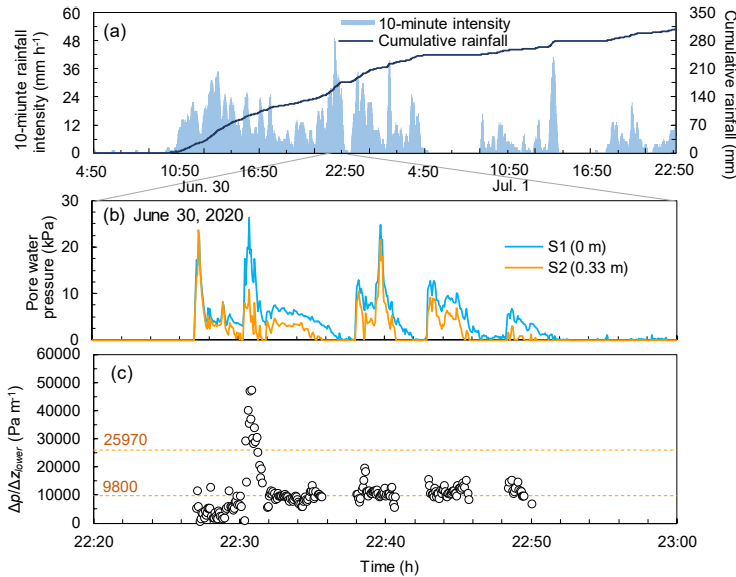 (a)
10-minute intensity
Cumulative rainfall
10-miunte rainfall
intensity (mm h⁻¹)
60
48
36
24
12
0
350
280
210
140
70
0
Cumulative
rainfall (mm)
4:50 10:50 16:50 22:50 4:50 10:50 16:50 22:50
Jun. 30 Jul. 1
(b) June 30, 2020
S1 (0 m)
S2 (0.33 m)
Pore water
pressure (kPa)
30
20
10
0
(c)
Δp/Δz_lower (Pa m⁻¹)
60000
50000
40000
30000
20000
10000
0
25970
9800
22:20 22:30 22:40 22:50 23:00
Time (h)